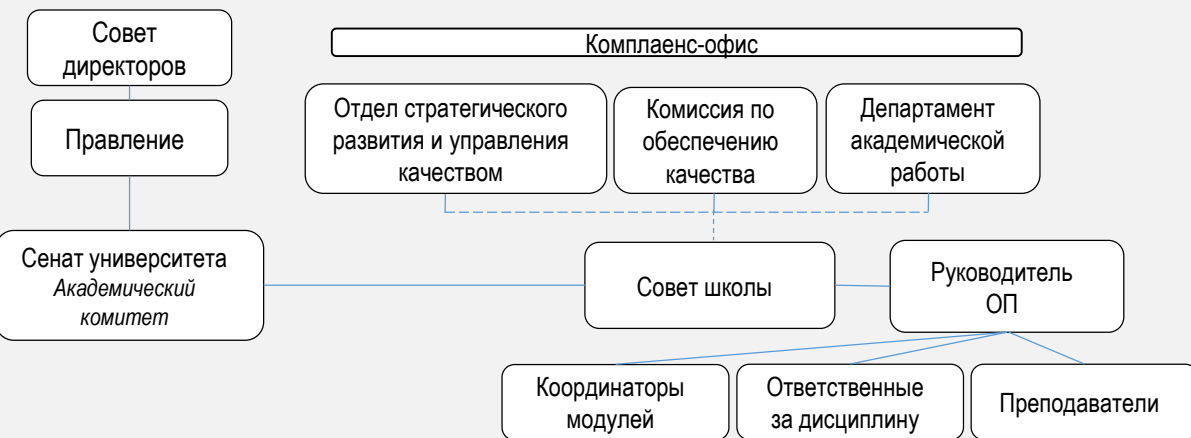 Совет
директоров
Комплаенс-офис
Правление
Отдел стратегического
развития и управления
качеством
Комиссия по
обеспечению
качества
Департамент
академической
работы
Сенат университета
Академический
комитет
Совет школы
Руководитель
ОП
Координаторы
модулей
Ответственные
за дисциплину
Преподаватели